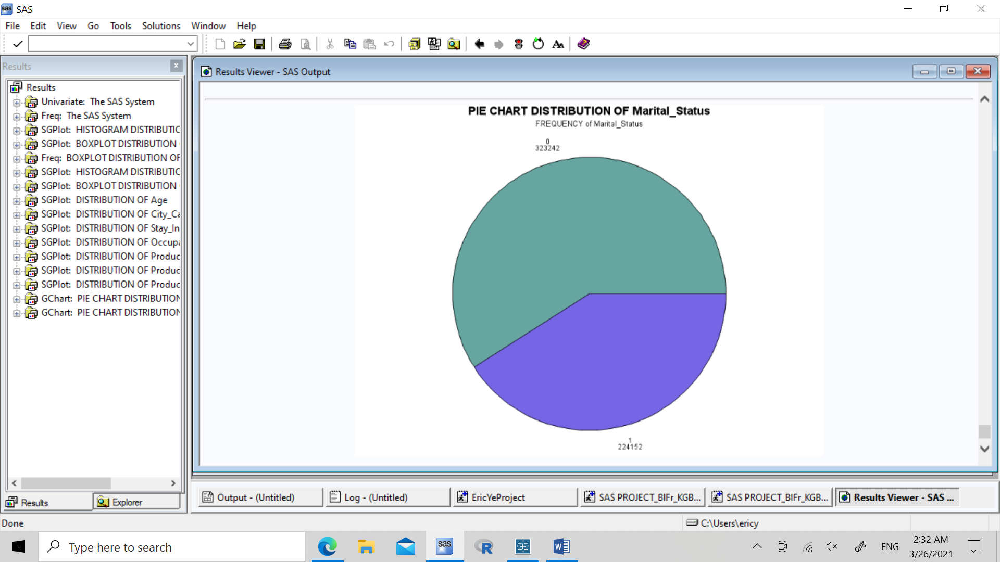 SAS
File Edit View Go Tools Solutions Window Help
Results
Results
Univariate: The SAS System
Freq: The SAS System
SGPlot: HISTOGRAM DISTRIBUTIC
SGPlot: BOXPLOT DISTRIBUTION
Freq: BOXPLOT DISTRIBUTION OF
SGPlot: HISTOGRAM DISTRIBUTIC
SGPlot: BOXPLOT DISTRIBUTION
SGPlot: DISTRIBUTION OF Age
SGPlot: DISTRIBUTION OF City_Ca
SGPlot: DISTRIBUTION OF Stay_In
SGPlot: DISTRIBUTION OF Occupa
SGPlot: DISTRIBUTION OF Produc
SGPlot: DISTRIBUTION OF Produc
SGPlot: DISTRIBUTION OF Produc
GChart: PIE CHART DISTRIBUTION
GChart: PIE CHART DISTRIBUTION
Results Explorer
Results Viewer - SAS Output
PIE CHART DISTRIBUTION OF Marital_Status
FREQUENCY of Marital_Status
0
323242
1
224152
Output - (Untitled) Log - (Untitled) EricYeProject SAS PROJECT_BIFr_KGB... SAS PROJECT_BIFr_KGB... Results Viewer - SAS ...
Done C:\Users\ericy
Type here to search
sas
R
W
ENG
2:32 AM
3/26/2021